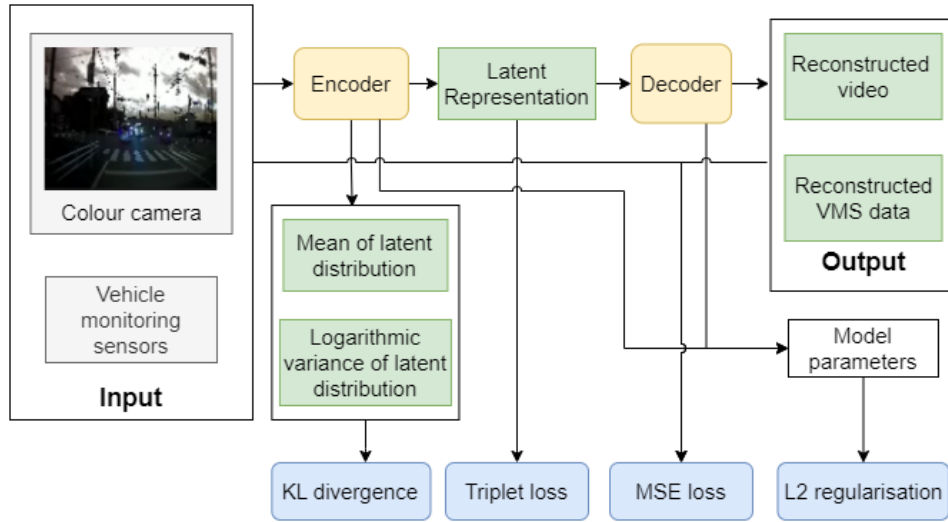 Colour camera
Vehicle
monitoring
sensors
Input
Encoder
Latent
Representation
Decoder
Reconstructed
video
Reconstructed
VMS data
Output
Mean of latent
distribution
Logarithmic
variance of latent
distribution
Model
parameters
KL divergence
Triplet loss
MSE loss
L2 regularisation